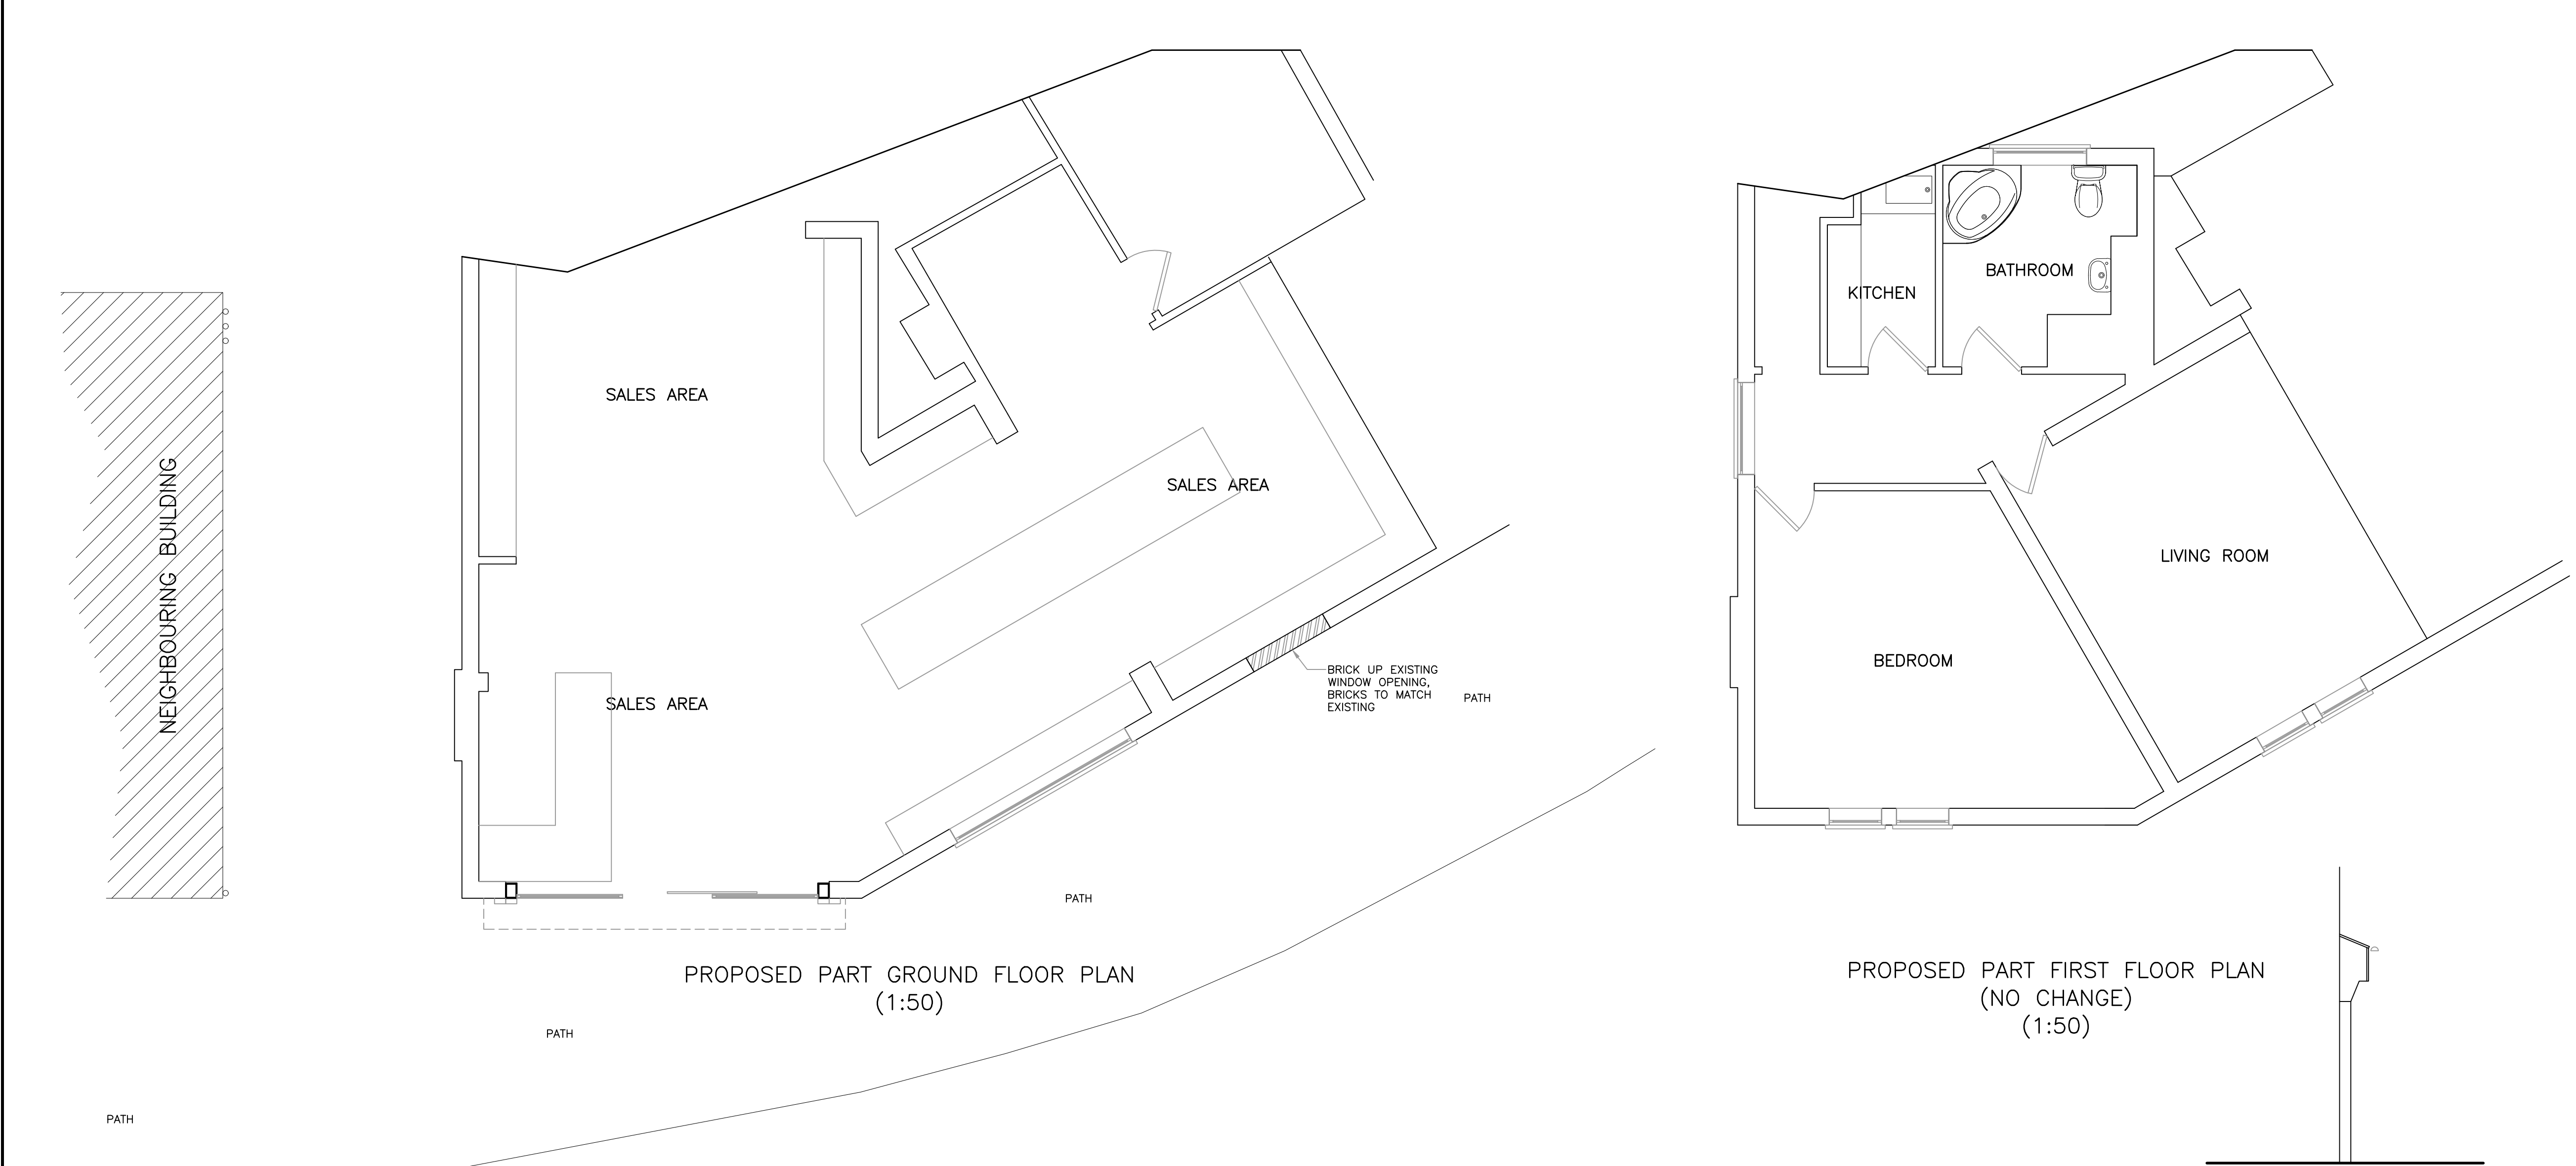 NEIGHBOURING BUILDING
SALES AREA
SALES AREA
SALES AREA
BRICK UP EXISTING
WINDOW OPENING,
BRICKS TO MATCH
EXISTING
PATH
PATH
PATH
PATH
PROPOSED PART GROUND FLOOR PLAN
(1:50)
KITCHEN
BATHROOM
LIVING ROOM
BEDROOM
PROPOSED PART FIRST FLOOR PLAN
(NO CHANGE)
(1:50)